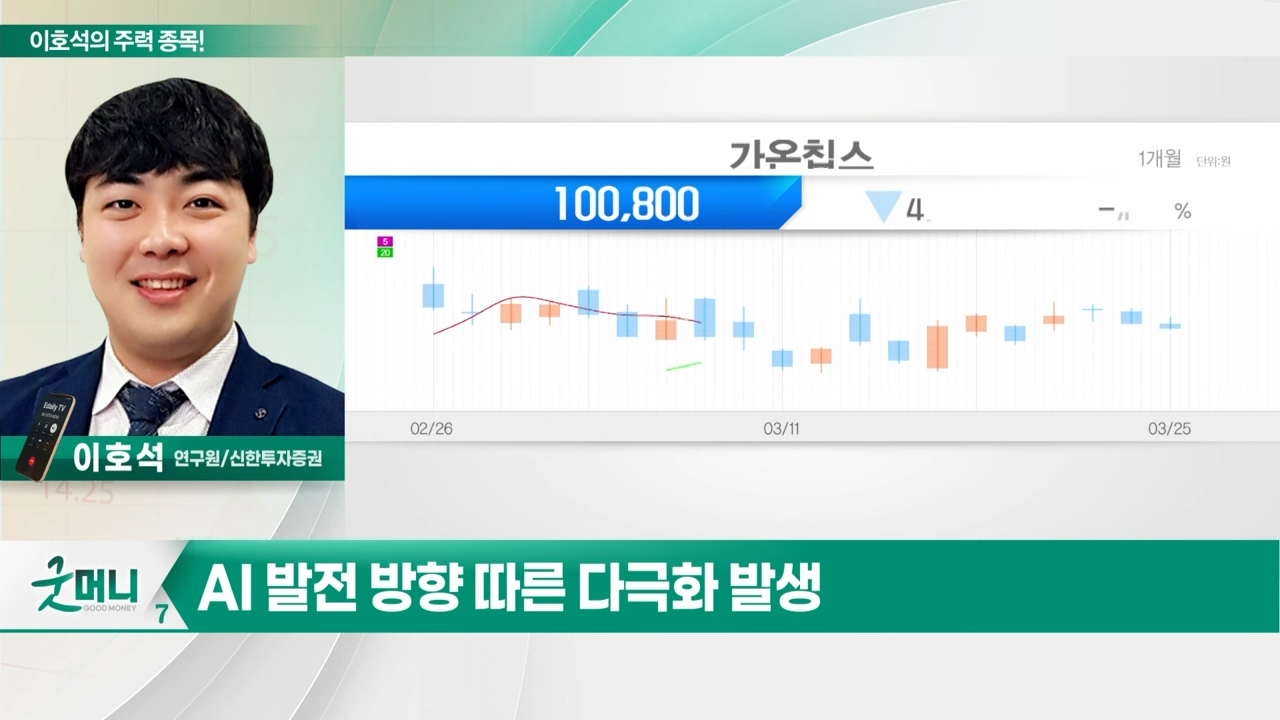 이호석의 주력 종목!
가온칩스
1개월 단위:원
100,800
4
%
5
20
02/26 03/11 03/25
Edaily TV
이호석 연구원/신한투자증권
14.25
굿머니
GOOD MONEY
7
AI 발전 방향 따른 다극화 발생